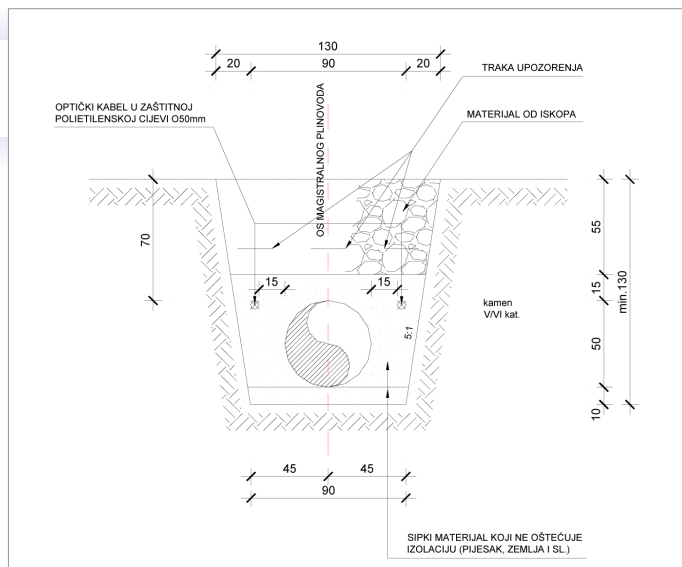 130
20 90 20
TRAKA UPOZORENJA
OPTIČKI KABEL U ZAŠTITNOJ
POLIETILENSKOJ CIJEVI O50mm
MATERIJAL OD ISKOPA
OS MAGISTRALNOG PLINOVODA
70
55
15 15
15
min.130
kamen
V/VI kat.
5:1
50
10
45 45
90
SIPKI MATERIJAL KOJI NE OŠTEĆUJE
IZOLACIJU (PIJESAK, ZEMLJA I SL.)